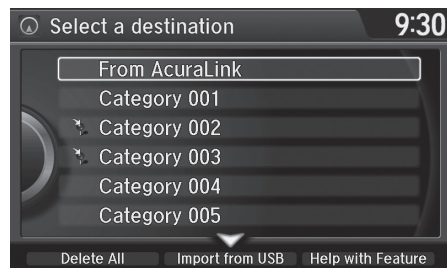 Select a destination 9:30
From AcuraLink
Category 001
Category 002
Category 003
Category 004
Category 005
Delete All Import from USB Help with Feature